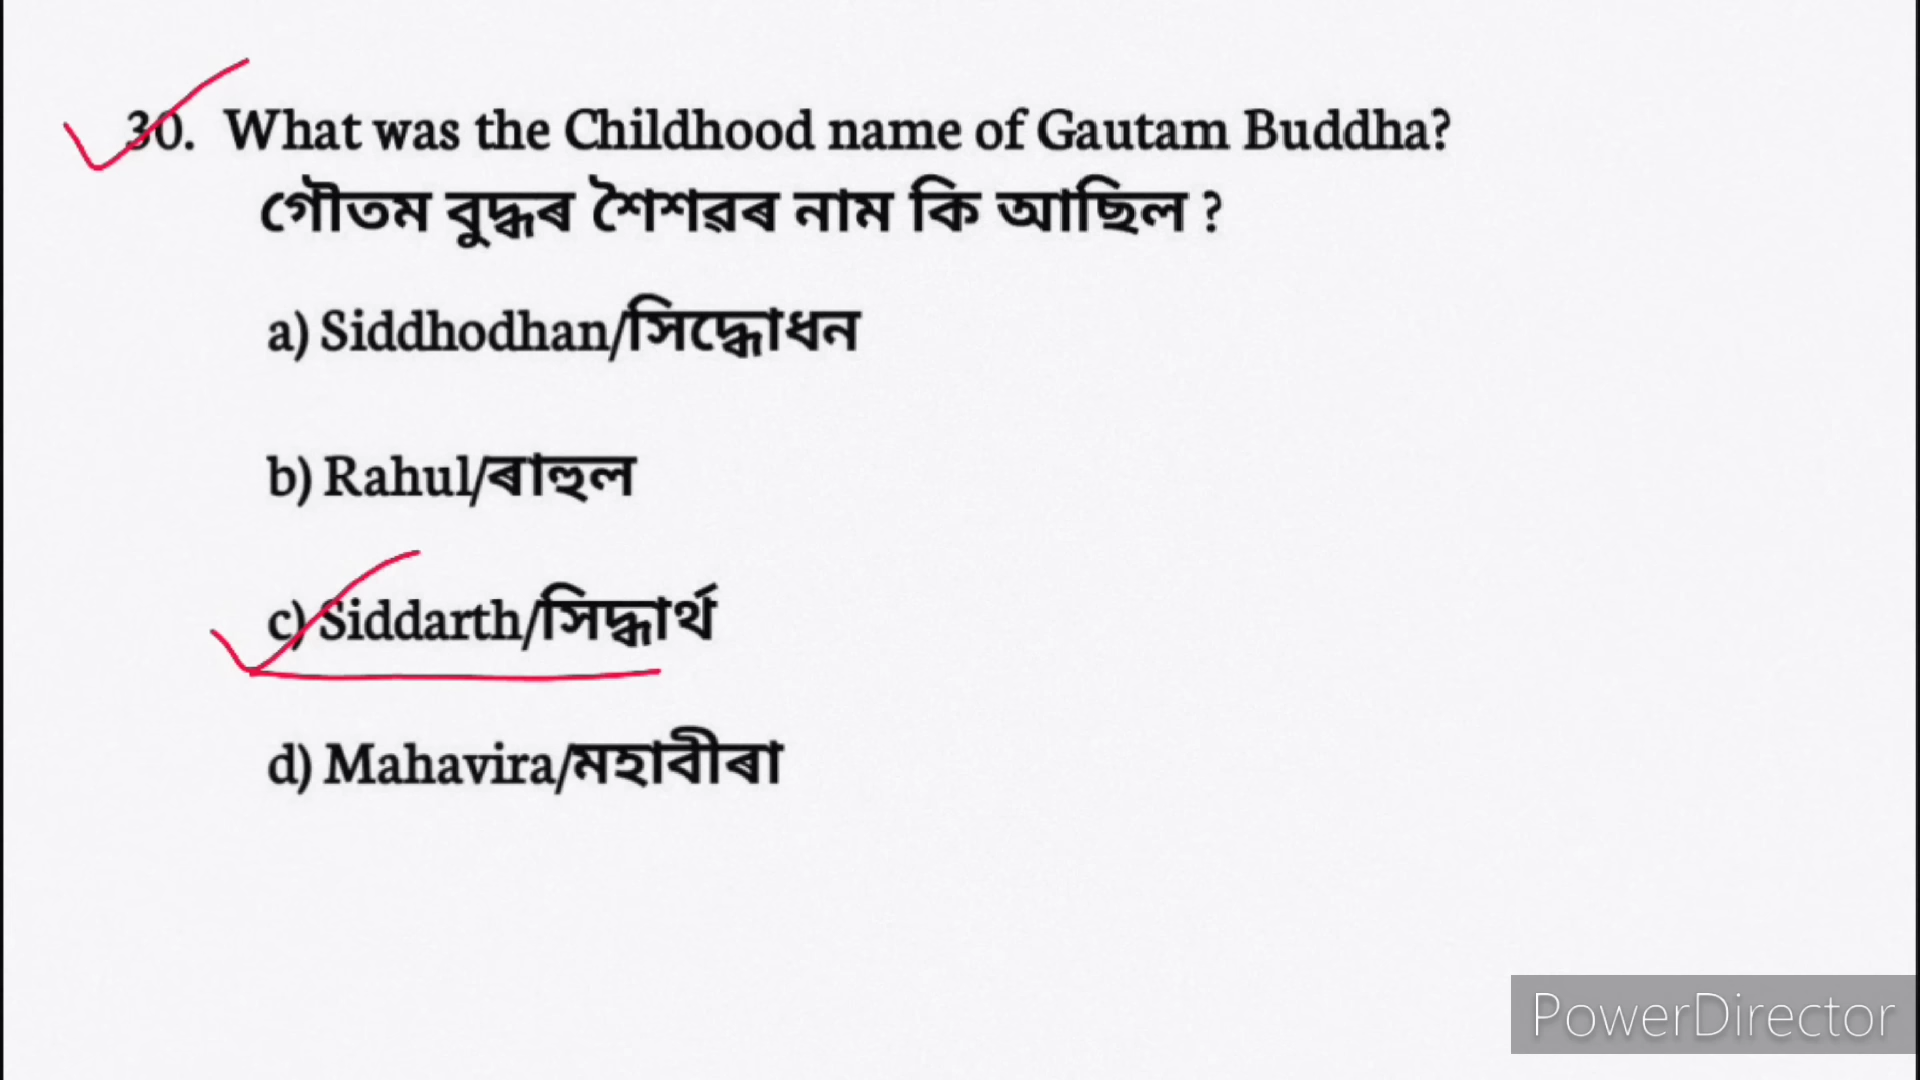 30. What was the Childhood name of Gautam Buddha?
গৌতম বুদ্ধৰ শৈশৱৰ নাম কি আছিল ?
a) Siddhodhan/সিদ্ধোধন
b) Rahul/ৰাহুল
c) Siddarth/সিদ্ধাৰ্থ
d) Mahavira/মহাবীৰা
PowerDirector